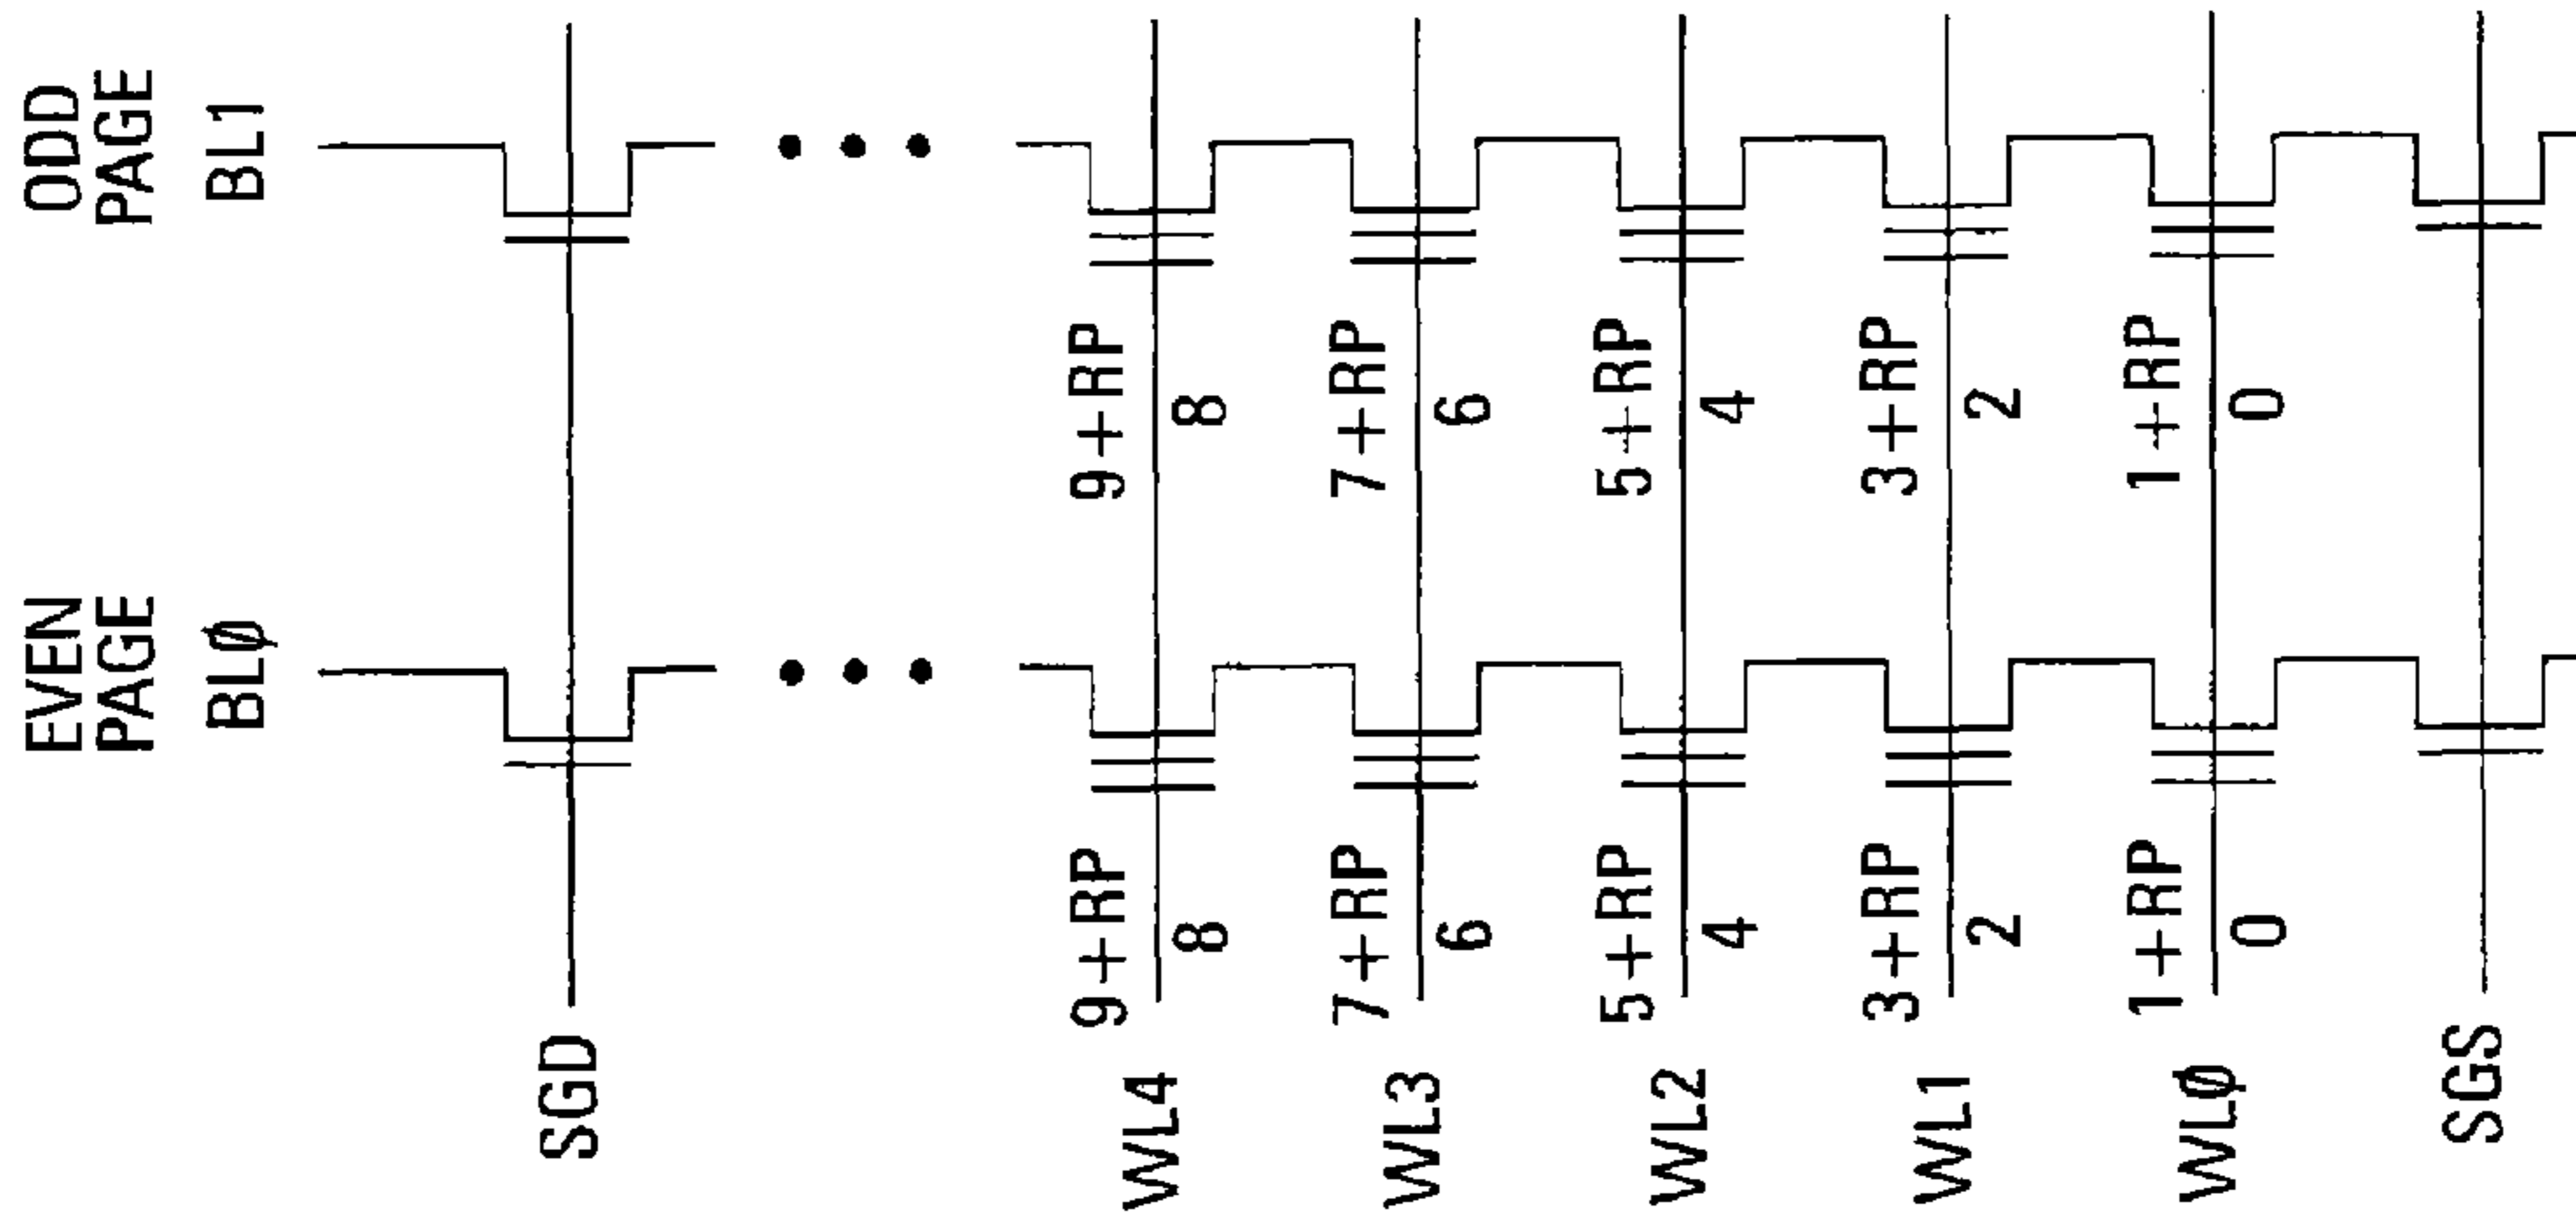 EVEN
PAGE
BLØ
ODD
PAGE
BL1
SGD
WL4
9+RP
8
9+RP
8
WL3
7+RP
6
7+RP
6
WL2
5+RP
4
5+RP
4
WL1
3+RP
2
3+RP
2
WLØ
1+RP
0
1+RP
0
SGS